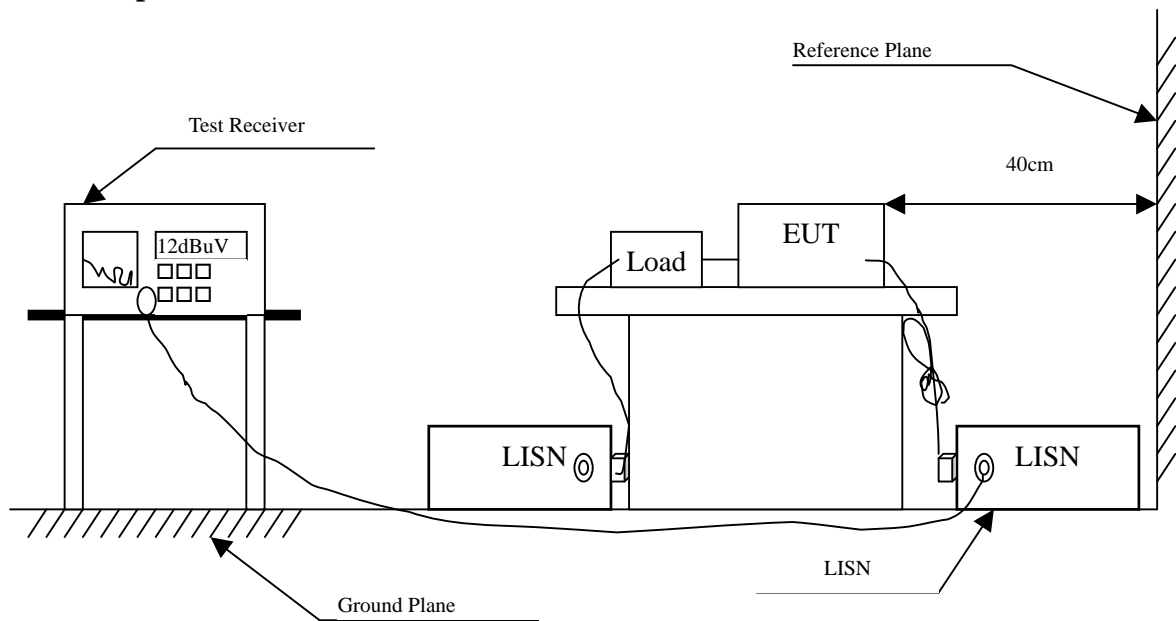 Reference Plane
Test Receiver
40cm
12dBuV
EUT
Load
LISN
LISN
LISN
Ground Plane